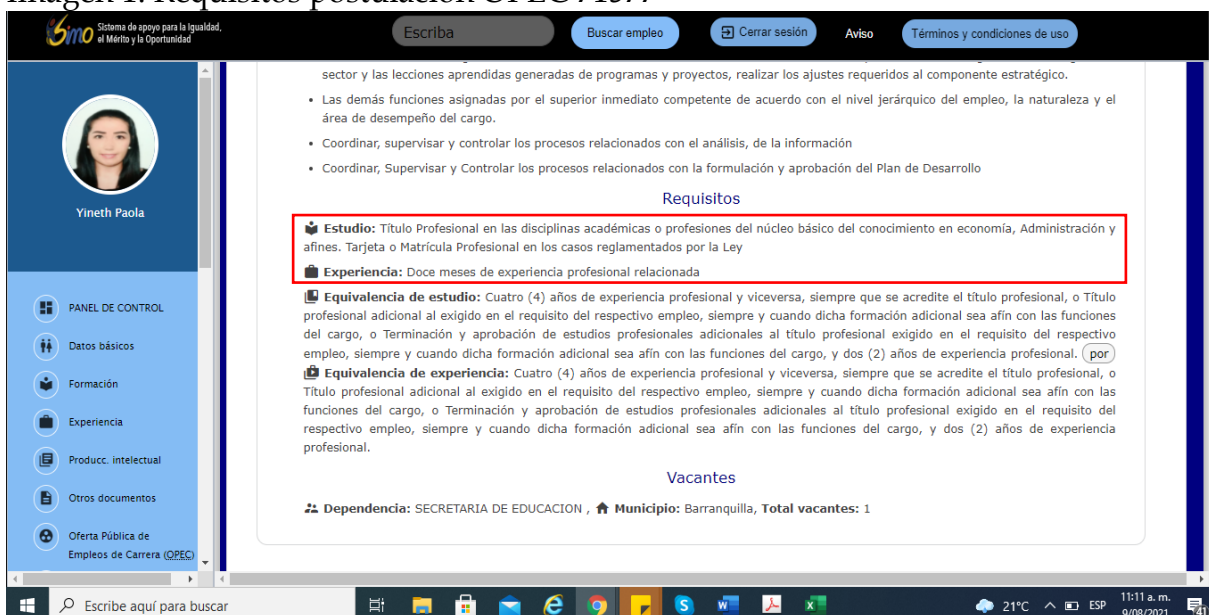 Imagen 1. Requisitos postulación OPEC 71577
Simo Sistema de apoyo para la Igualdad,
el Mérito y la Oportunidad
Escriba
Buscar empleo
Cerrar sesión
Aviso
Términos y condiciones de uso
Yineth Paola
PANEL DE CONTROL
Datos básicos
Formación
Experiencia
Producc. intelectual
Otros documentos
Oferta Pública de
Empleos de Carrera (OPEC)
sector y las lecciones aprendidas generadas de programas y proyectos, realizar los ajustes requeridos al componente estratégico.
• Las demás funciones asignadas por el superior inmediato competente de acuerdo con el nivel jerárquico del empleo, la naturaleza y el
área de desempeño del cargo.
• Coordinar, supervisar y controlar los procesos relacionados con el análisis, de la información
• Coordinar, Supervisar y Controlar los procesos relacionados con la formulación y aprobación del Plan de Desarrollo
Requisitos
Estudio: Título Profesional en las disciplinas académicas o profesiones del núcleo básico del conocimiento en economía, Administración y
afines. Tarjeta o Matrícula Profesional en los casos reglamentados por la Ley
Experiencia: Doce meses de experiencia profesional relacionada
Equivalencia de estudio: Cuatro (4) años de experiencia profesional y viceversa, siempre que se acredite el título profesional, o Título
profesional adicional al exigido en el requisito del respectivo empleo, siempre y cuando dicha formación adicional sea afín con las funciones
del cargo, o Terminación y aprobación de estudios profesionales adicionales al título profesional exigido en el requisito del respectivo
empleo, siempre y cuando dicha formación adicional sea afín con las funciones del cargo, y dos (2) años de experiencia profesional. por
Equivalencia de experiencia: Cuatro (4) años de experiencia profesional y viceversa, siempre que se acredite el título profesional, o
Título profesional adicional al exigido en el requisito del respectivo empleo, siempre y cuando dicha formación adicional sea afín con las
funciones del cargo, o Terminación y aprobación de estudios profesionales adicionales al título profesional exigido en el requisito del
respectivo empleo, siempre y cuando dicha formación adicional sea afín con las funciones del cargo, y dos (2) años de experiencia
profesional.
Vacantes
Dependencia: SECRETARIA DE EDUCACION , Municipio: Barranquilla, Total vacantes: 1
Escribe aquí para buscar
21°C
ESP
11:11 a. m.
9/08/2021
41